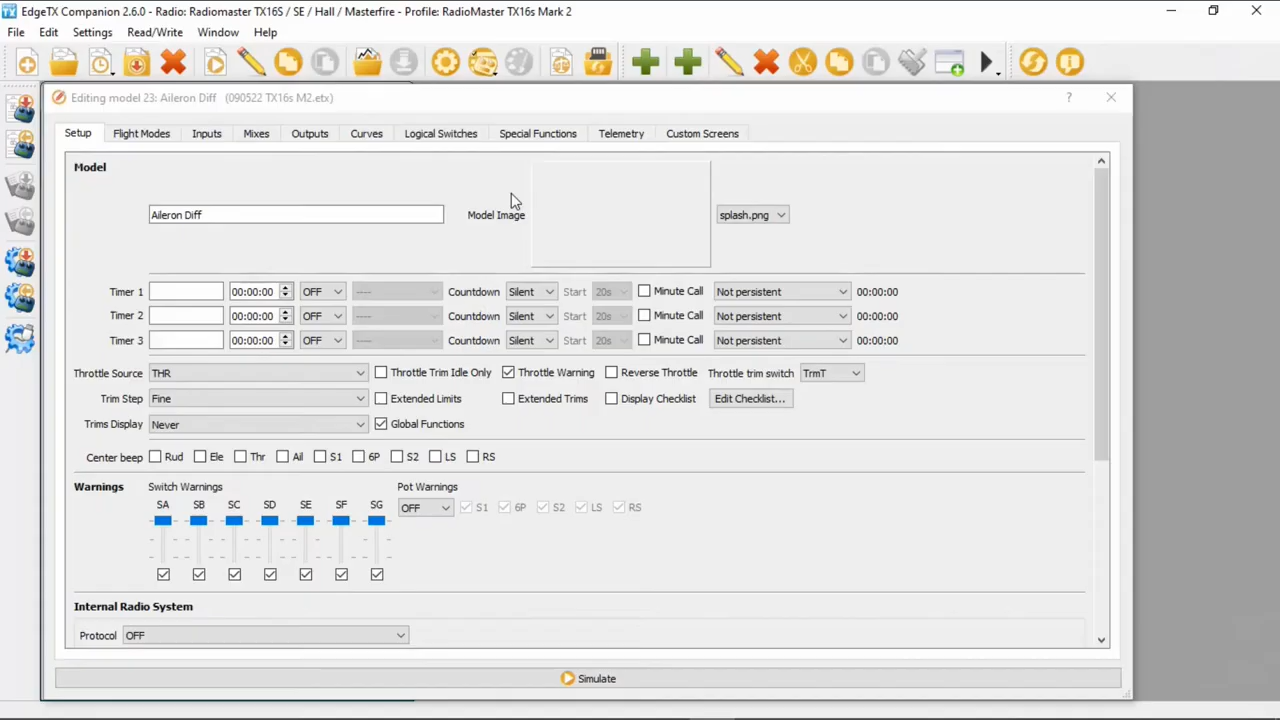 EdgeTX Companion 2.6.0 - Radio: Radiomaster TX16S / SE / Hall / Masterfire - Profile: RadioMaster TX16s Mark 2
File Edit Settings Read/Write Window Help
Editing model 23: Aileron Diff (090522 TX16s M2.etx)
Setup Flight Modes Inputs Mixes Outputs Curves Logical Switches Special Functions Telemetry Custom Screens
Model
Aileron Diff Model Image splash.png
Timer 1 00:00:00 OFF ---- Countdown Silent Start 20s Minute Call Not persistent 00:00:00
Timer 2 00:00:00 OFF ---- Countdown Silent Start 20s Minute Call Not persistent 00:00:00
Timer 3 00:00:00 OFF ---- Countdown Silent Start 20s Minute Call Not persistent 00:00:00
Throttle Source THR Throttle Trim Idle Only Throttle Warning Reverse Throttle Throttle trim switch TrmT
Trim Step Fine Extended Limits Extended Trims Display Checklist Edit Checklist...
Trims Display Never Global Functions
Center beep Rud Ele Thr Ail S1 6P S2 LS RS
Warnings Switch Warnings Pot Warnings
SA SB SC SD SE SF SG OFF S1 6P S2 LS RS
Internal Radio System
Protocol OFF
Simulate